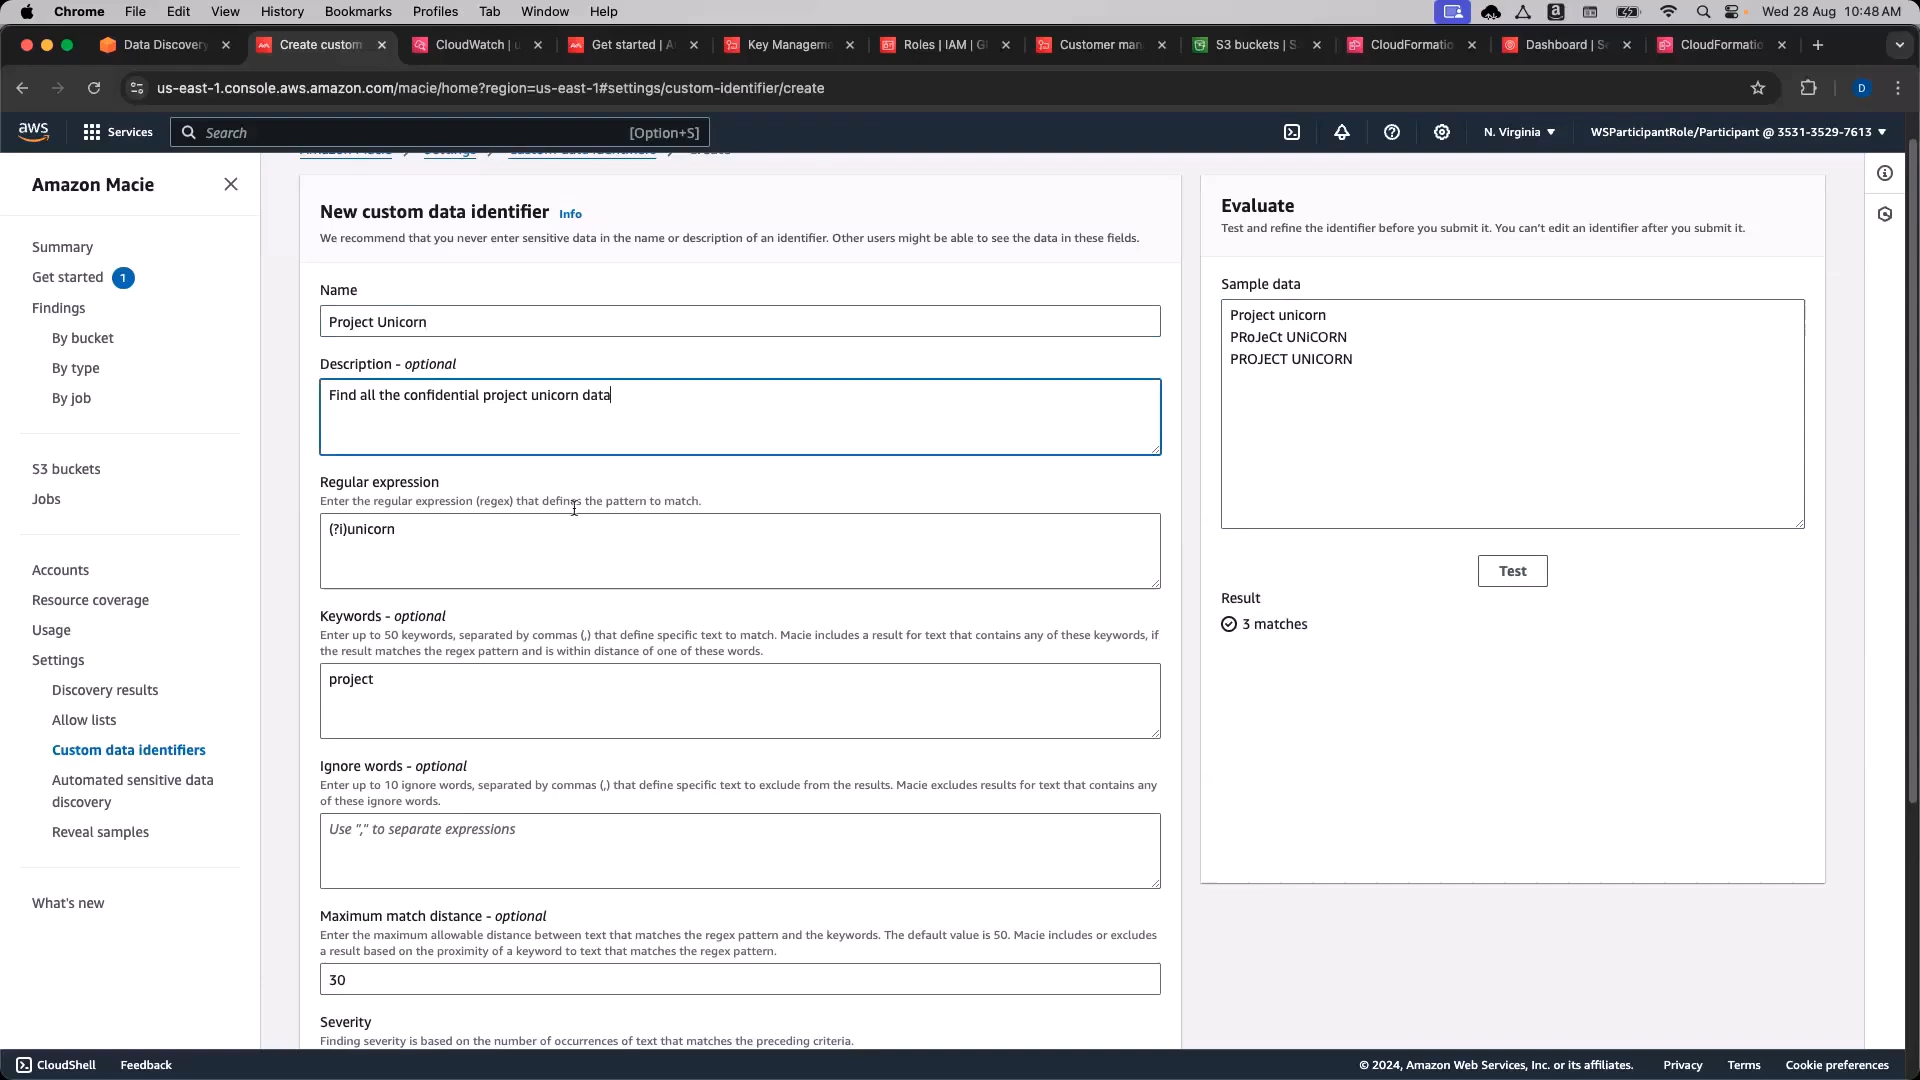 Chrome File Edit View History Bookmarks Profiles Tab Window Help Wed 28 Aug 10:48 AM
Data Discovery Create custom CloudWatch | u Get started | A Key Managem Roles | IAM | Gl Customer man S3 buckets | S CloudFormatio Dashboard | Se CloudFormatio
us-east-1.console.aws.amazon.com/macie/home?region=us-east-1#settings/custom-identifier/create D
aws Services Search [Option+S] N. Virginia WSParticipantRole/Participant @ 3531-3529-7613
Amazon Macie
Summary
Get started 1
Findings
By bucket
By type
By job
S3 buckets
Jobs
Accounts
Resource coverage
Usage
Settings
Discovery results
Allow lists
Custom data identifiers
Automated sensitive data
discovery
Reveal samples
What's new
New custom data identifier Info
We recommend that you never enter sensitive data in the name or description of an identifier. Other users might be able to see the data in these fields.
Name
Project Unicorn
Description - optional
Find all the confidential project unicorn data
Regular expression
Enter the regular expression (regex) that defines the pattern to match.
(?i)unicorn
Keywords - optional
Enter up to 50 keywords, separated by commas (,) that define specific text to match. Macie includes a result for text that contains any of these keywords, if
the result matches the regex pattern and is within distance of one of these words.
project
Ignore words - optional
Enter up to 10 ignore words, separated by commas (,) that define specific text to exclude from the results. Macie excludes results for text that contains any
of these ignore words.
Use "," to separate expressions
Maximum match distance - optional
Enter the maximum allowable distance between text that matches the regex pattern and the keywords. The default value is 50. Macie includes or excludes
a result based on the proximity of a keyword to text that matches the regex pattern.
30
Severity
Finding severity is based on the number of occurrences of text that matches the preceding criteria.
Evaluate
Test and refine the identifier before you submit it. You can't edit an identifier after you submit it.
Sample data
Project unicorn
PRoJeCt UNiCORN
PROJECT UNICORN
Test
Result
3 matches
CloudShell Feedback © 2024, Amazon Web Services, Inc. or its affiliates. Privacy Terms Cookie preferences